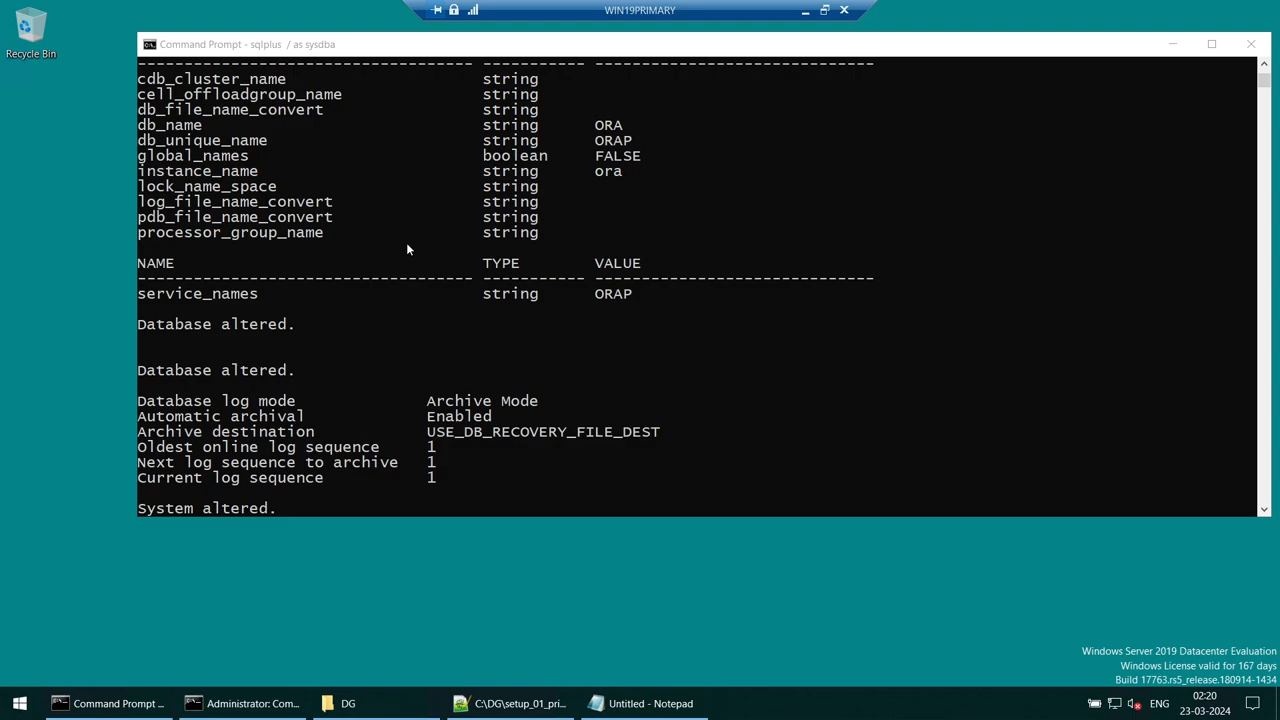 WIN19PRIMARY
Recycle Bin
Command Prompt - sqlplus / as sysdba
------------------------------------ ----------- ------------------------------
cdb_cluster_name string
cell_offloadgroup_name string
db_file_name_convert string
db_name string ORA
db_unique_name string ORAP
global_names boolean FALSE
instance_name string ora
lock_name_space string
log_file_name_convert string
pdb_file_name_convert string
processor_group_name string
NAME TYPE VALUE
------------------------------------ ----------- ------------------------------
service_names string ORAP
Database altered.
Database altered.
Database log mode Archive Mode
Automatic archival Enabled
Archive destination USE_DB_RECOVERY_FILE_DEST
Oldest online log sequence 1
Next log sequence to archive 1
Current log sequence 1
System altered.
Windows Server 2019 Datacenter Evaluation
Windows License valid for 167 days
Build 17763.rs5_release.180914-1434
Command Prompt ...
Administrator: Com...
DG
C:\DG\setup_01_pri...
Untitled - Notepad
ENG
02:20
23-03-2024